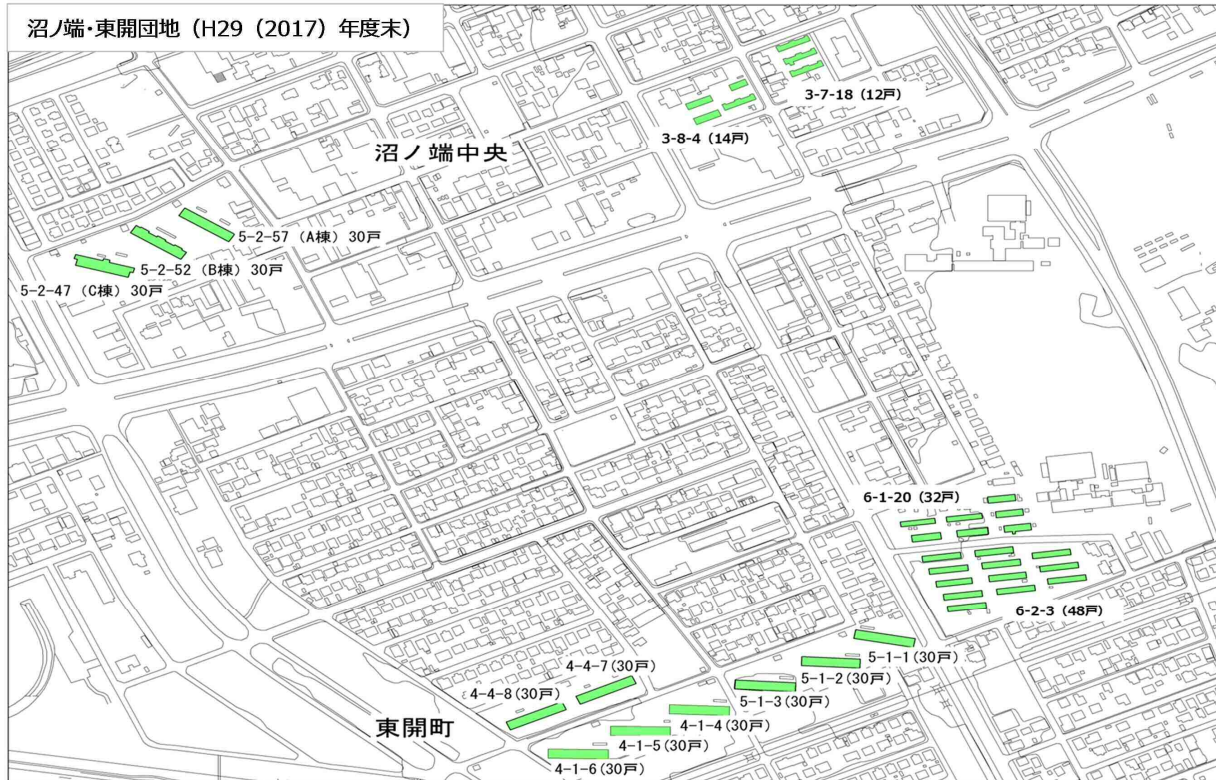 沼ノ端・東開団地（H29（2017）年度末）
3-7-18（12戸）
3-8-4（14戸）
沼ノ端中央
5-2-57（A棟）30戸
5-2-52（B棟）30戸
5-2-47（C棟）30戸
6-1-20（32戸）
6-2-3（48戸）
5-1-1(30戸)
4-4-7(30戸)
5-1-2(30戸)
4-4-8(30戸)
5-1-3(30戸)
東開町
4-1-4(30戸)
4-1-5(30戸)
4-1-6(30戸)